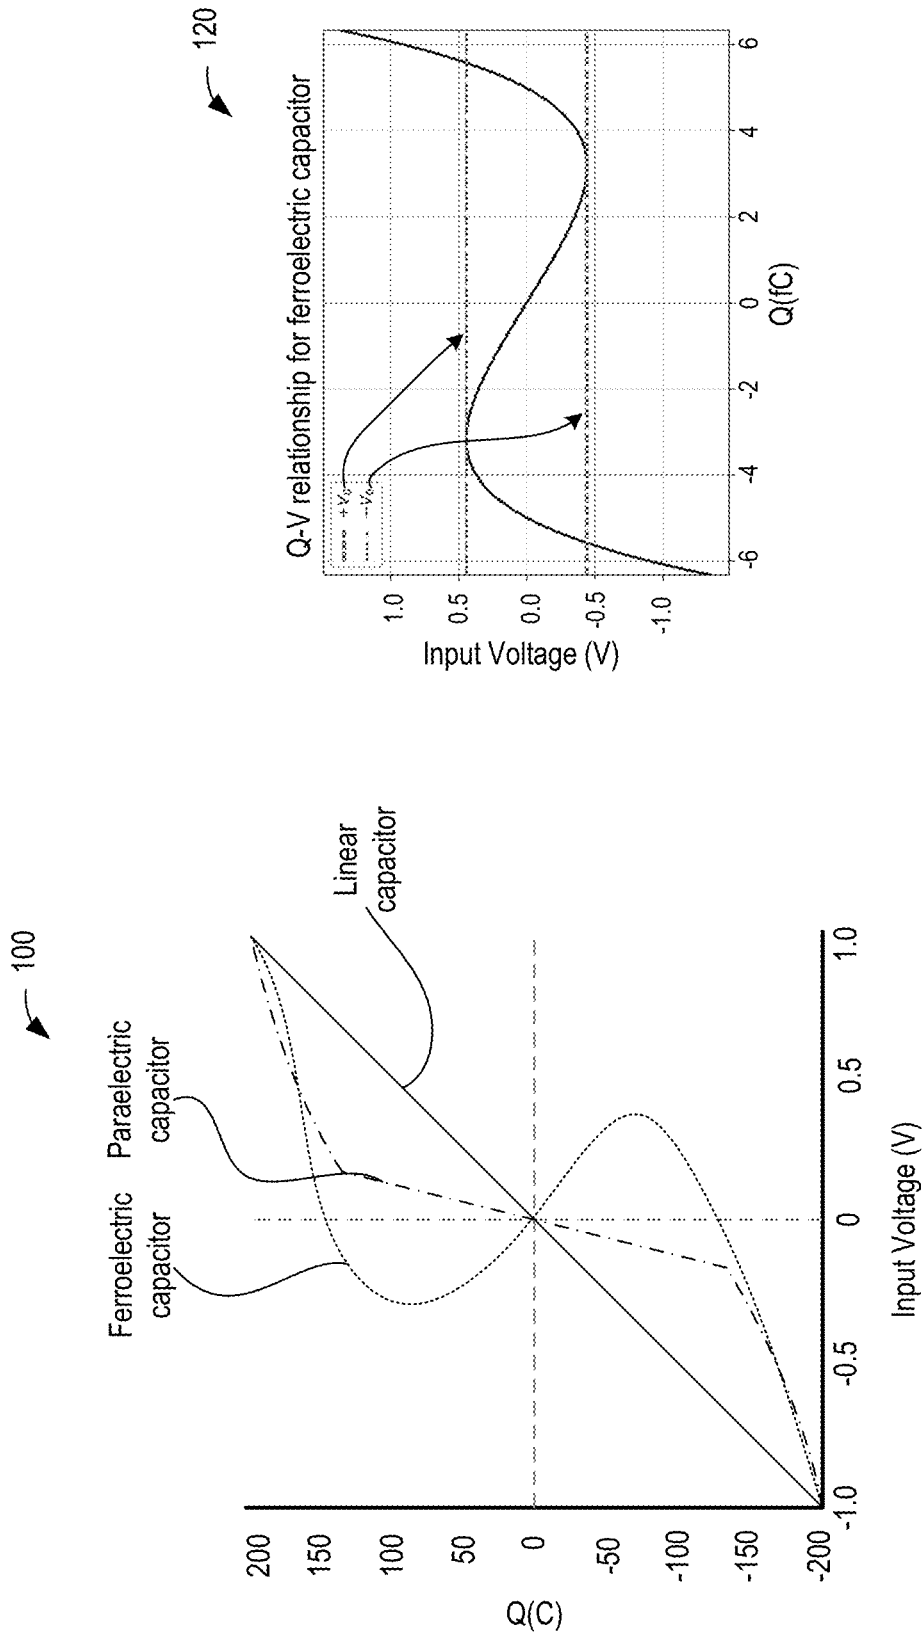 100
Ferroelectric
capacitor
Paraelectric
capacitor
Linear
capacitor
200
150
100
50
0
-50
-100
-150
-200
Q(C)
-1.0
-0.5
0
0.5
1.0
Input Voltage (V)
120
Q-V relationship for ferroelectric capacitor
1.0
0.5
0.0
-0.5
-1.0
Input Voltage (V)
-6
-4
-2
0
2
4
6
Q(fC)